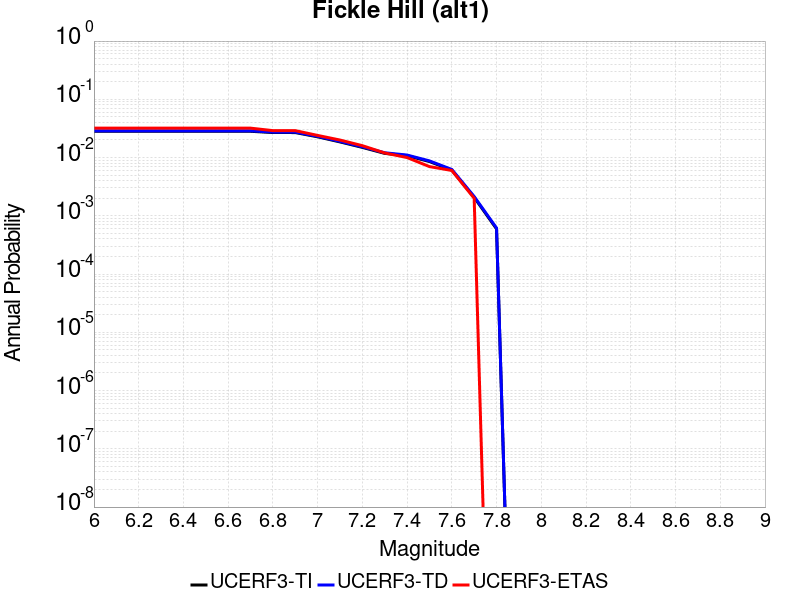 Fickle Hill (alt1)
Annual Probability
10^0
10^-1
10^-2
10^-3
10^-4
10^-5
10^-6
10^-7
10^-8
6 6.2 6.4 6.6 6.8 7 7.2 7.4 7.6 7.8 8 8.2 8.4 8.6 8.8 9
Magnitude
UCERF3-TI UCERF3-TD UCERF3-ETAS